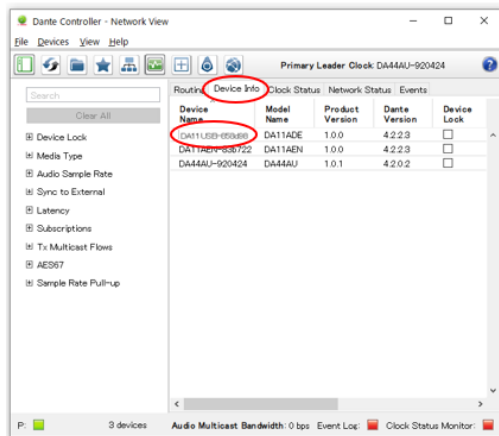 Dante Controller - Network View
File Devices View Help
Primary Leader Clock: DA44AU-920424
Search
Clear All
Device Lock
Media Type
Audio Sample Rate
Sync to External
Latency
Subscriptions
Tx Multicast Flows
AES67
Sample Rate Pull-up
Routing Device Info Clock Status Network Status Events
Device Name Model Name Product Version Dante Version Device Lock
DA11ADE 1.0.0 4.2.2.3
DA11AEN 1.0.0 4.2.2.3
DA44AU-920424 DA44AU 1.0.1 4.2.0.2
P: 3 devices Audio Multicast Bandwidth: 0 bps Event Log: Clock Status Monitor: